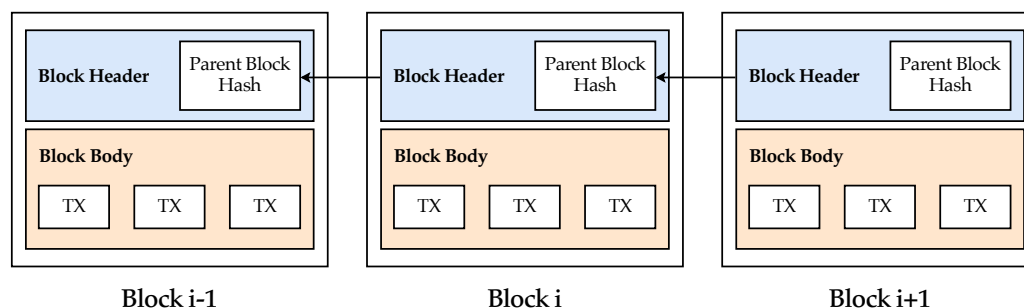 Block Header
Parent Block
Hash
Block Body
TX TX TX
Block i-1
Block Header
Parent Block
Hash
Block Body
TX TX TX
Block i
Block Header
Parent Block
Hash
Block Body
TX TX TX
Block i+1